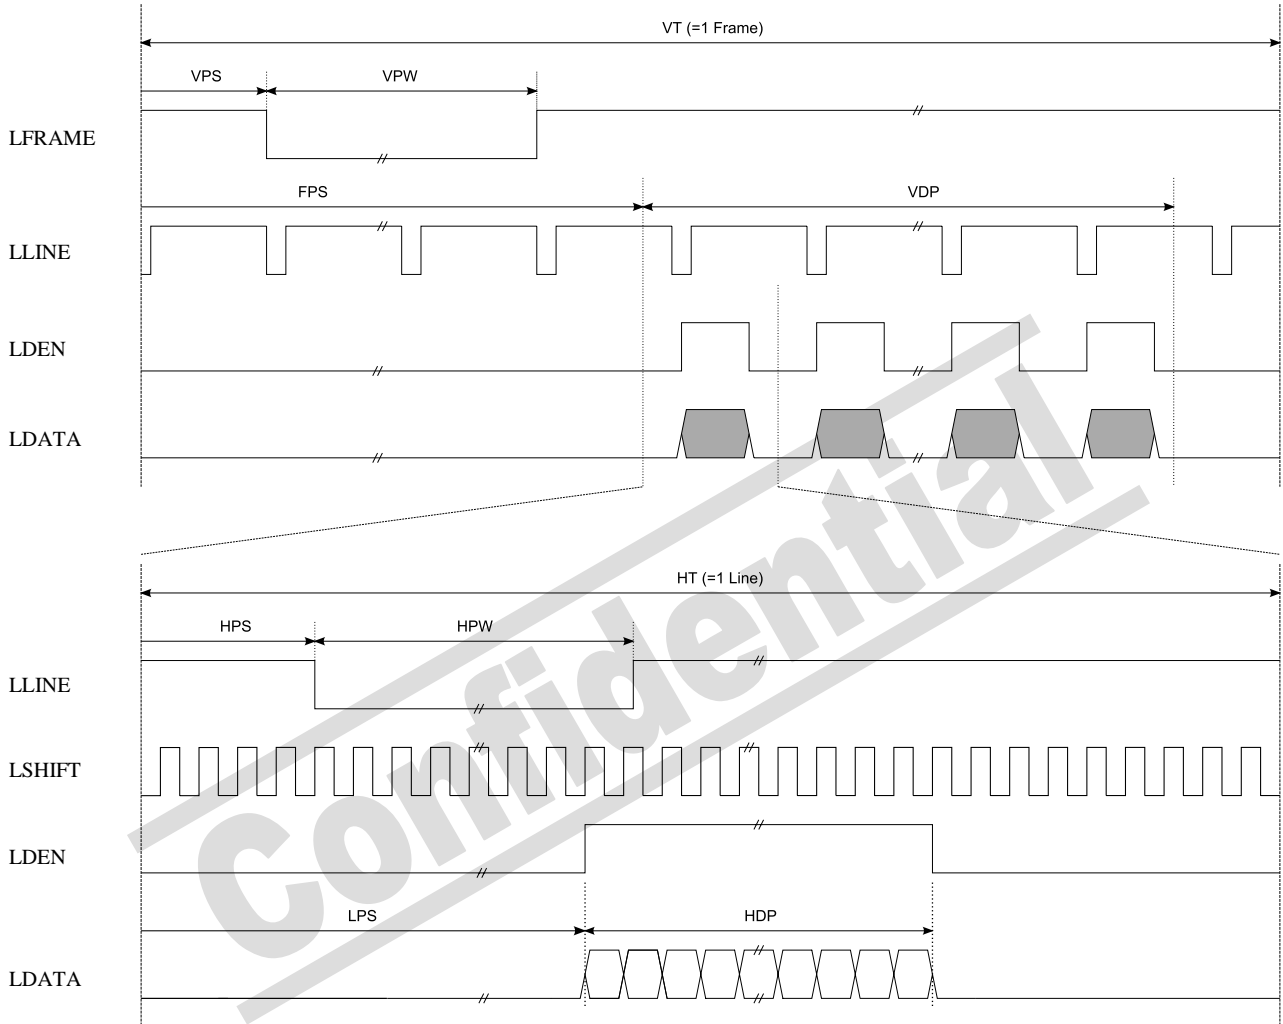 VT (=1 Frame)
VPS VPW
LFRAME
FPS VDP
LLINE
LDEN
LDATA
HT (=1 Line)
HPS HPW
LLINE
LSHIFT
LDEN
LPS HDP
LDATA
Confidential